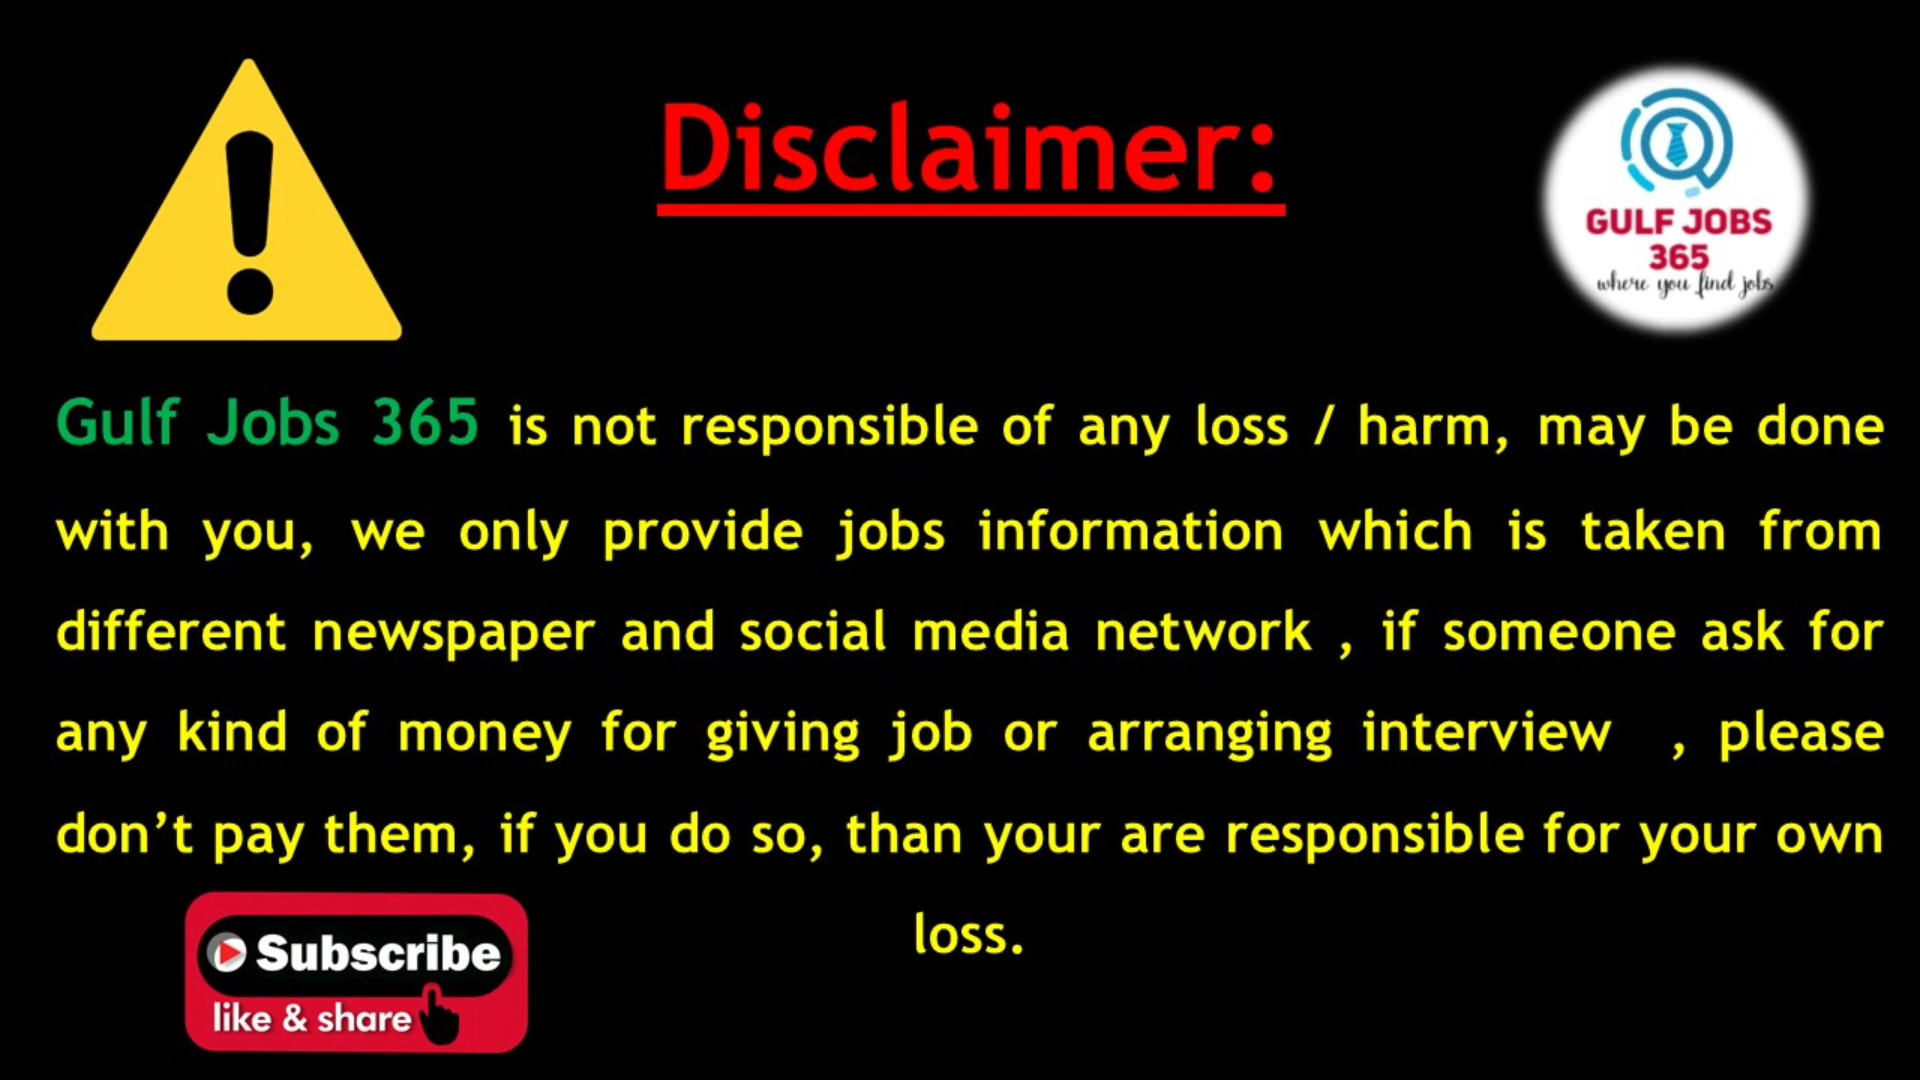 Disclaimer:
GULF JOBS
365
where you find jobs
Gulf Jobs 365 is not responsible of any loss / harm, may be done
with you, we only provide jobs information which is taken from
different newspaper and social media network , if someone ask for
any kind of money for giving job or arranging interview , please
don’t pay them, if you do so, than your are responsible for your own
loss.
Subscribe
like & share